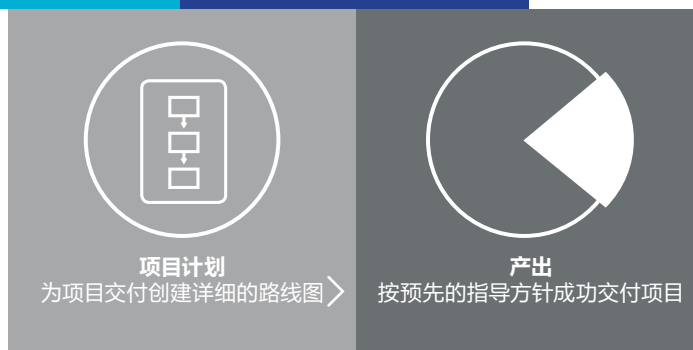 项目计划
为项目交付创建详细的路线图
产出
按预先的指导方针成功交付项目